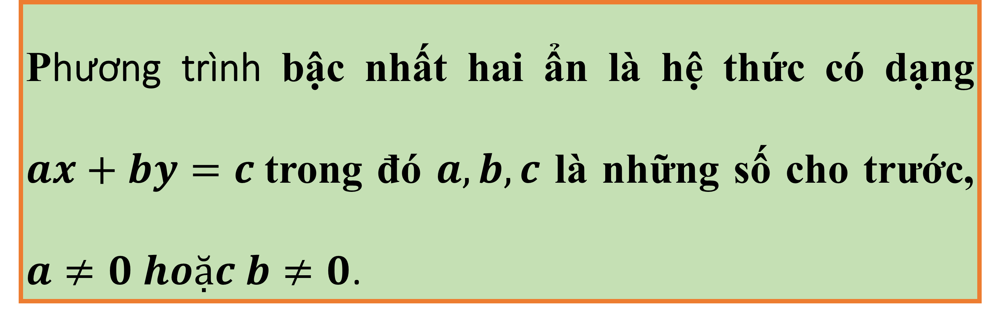 Phương trình bậc nhất hai ẩn là hệ thức có dạng
ax + by = c trong đó a, b, c là những số cho trước,
a ≠ 0 hoặc b ≠ 0.